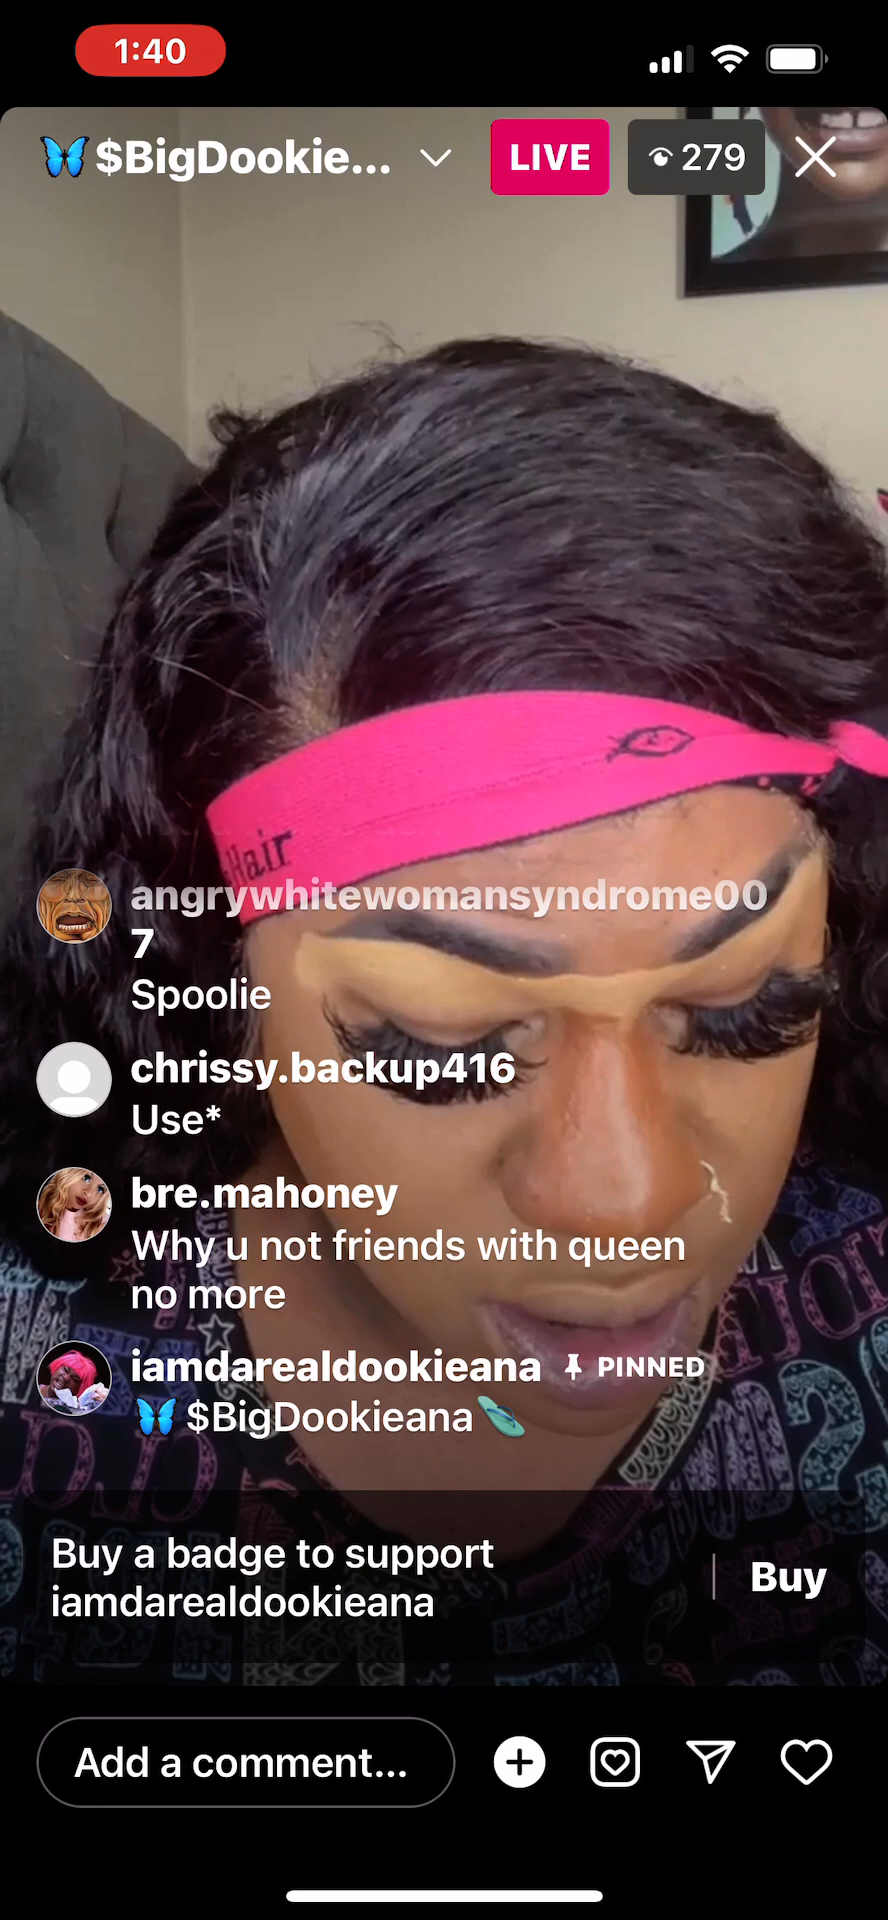 1:40
🦋 $BigDookie...
LIVE
279
Hair
angrywhitewomansyndrome00
7
Spoolie
chrissy.backup416
Use*
bre.mahoney
Why u not friends with queen
no more
iamdarealdookieana PINNED
🦋 $BigDookieana🩴
Buy a badge to support
iamdarealdookieana
Buy
Add a comment...